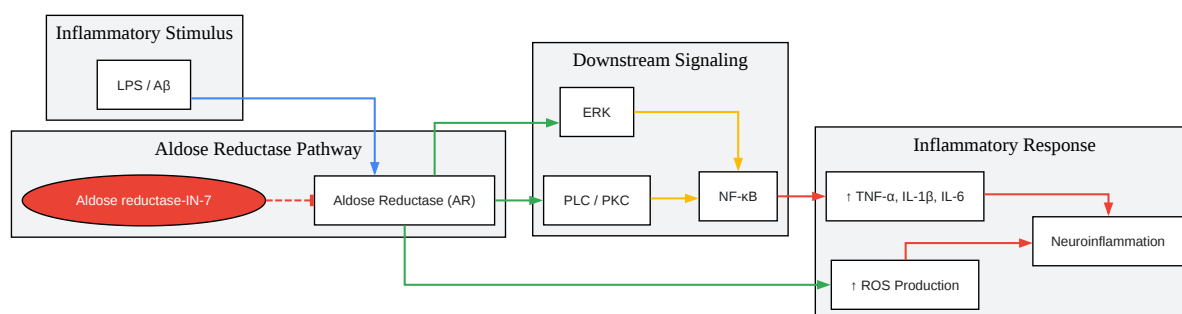 Inflammatory Stimulus
LPS / Aβ
Aldose Reductase Pathway
Aldose reductase-IN-7
Aldose Reductase (AR)
Downstream Signaling
ERK
PLC / PKC
NF-κB
Inflammatory Response
↑ TNF-α, IL-1β, IL-6
Neuroinflammation
↑ ROS Production